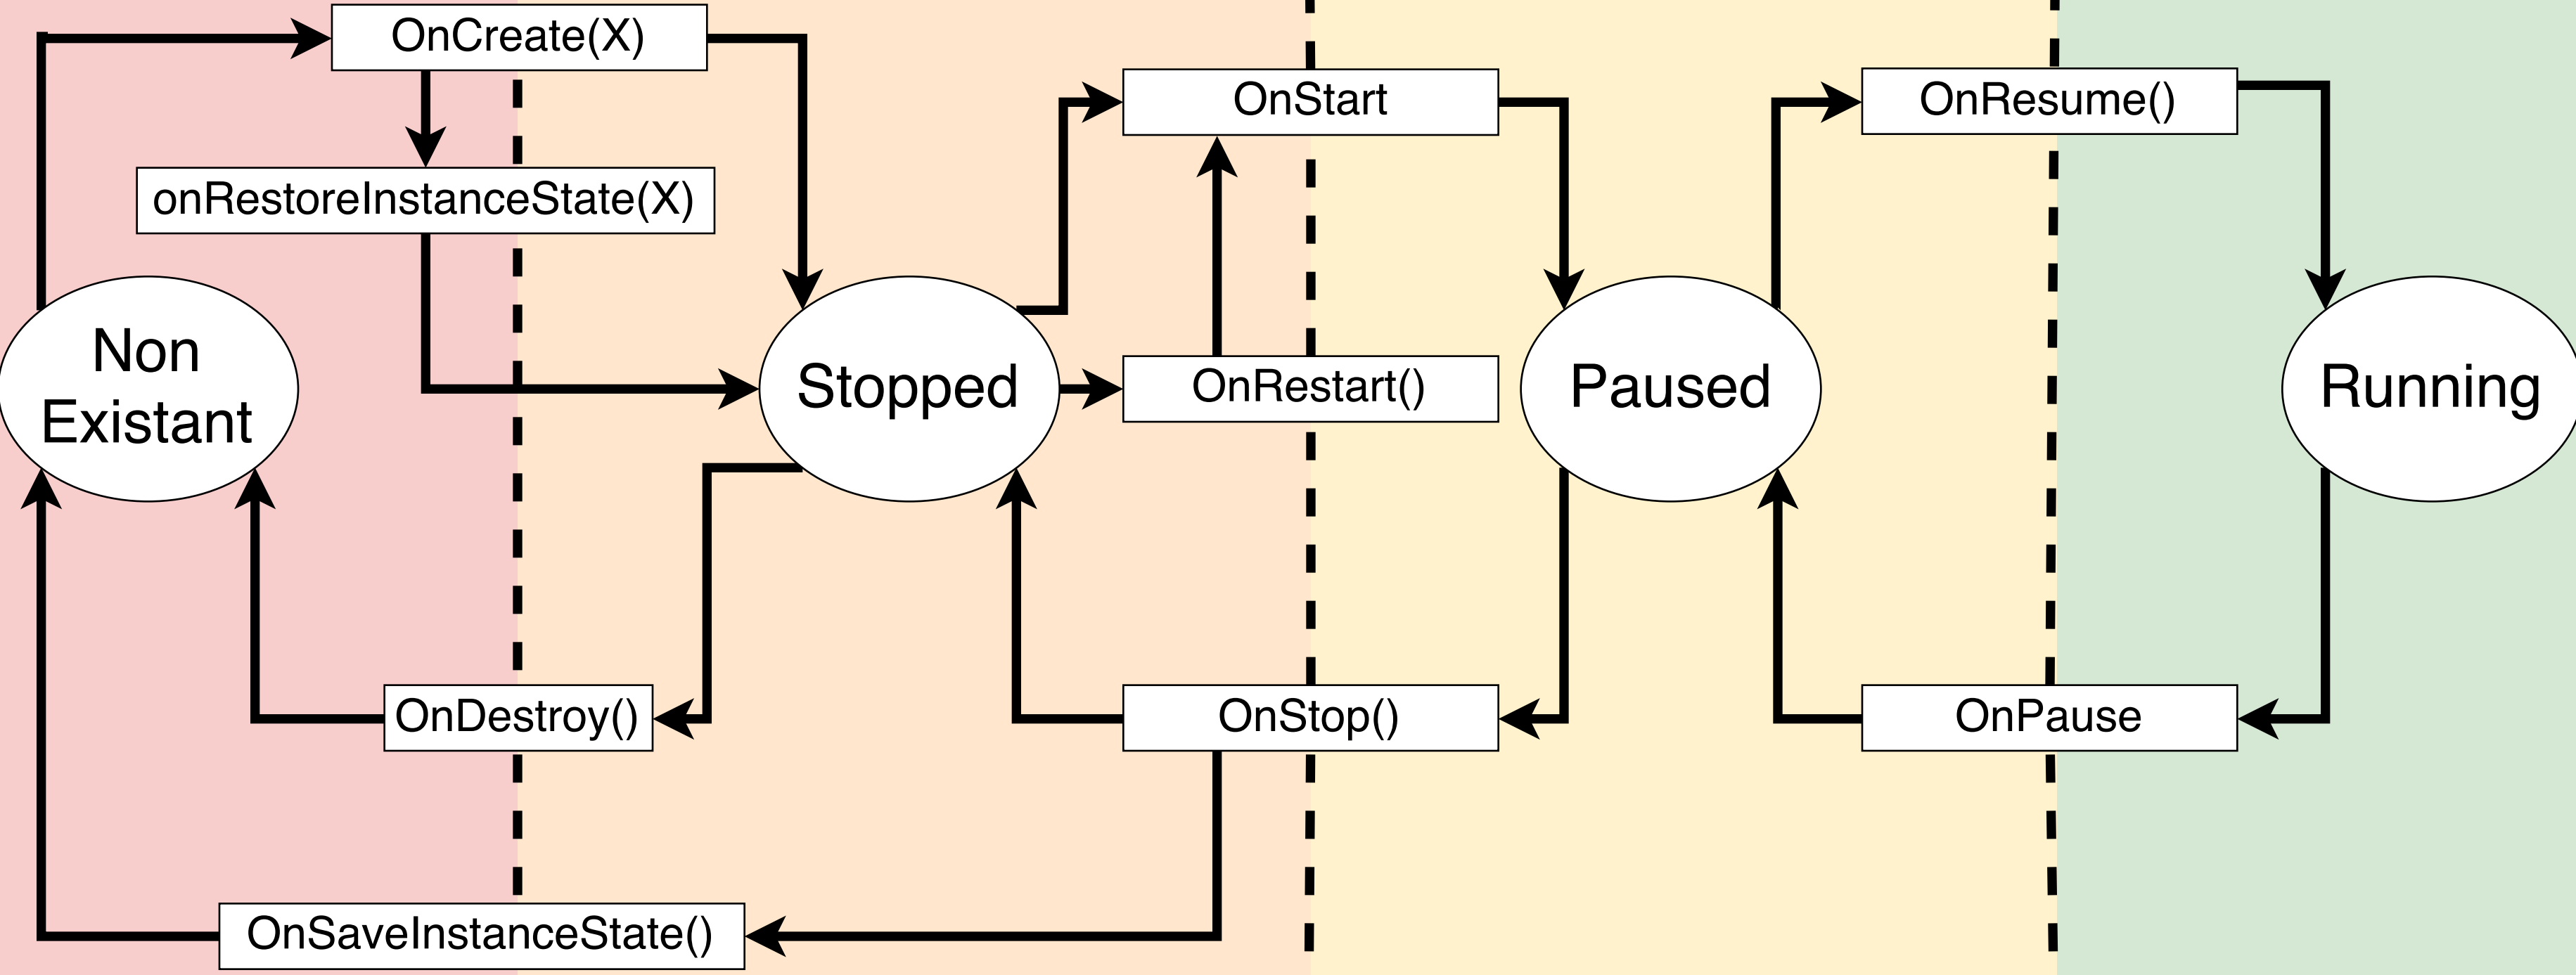 OnCreate(X)
OnStart
OnResume()
onRestoreInstanceState(X)
Non
Existant
Stopped
OnRestart()
Paused
Running
OnDestroy()
OnStop()
OnPause
OnSaveInstanceState()